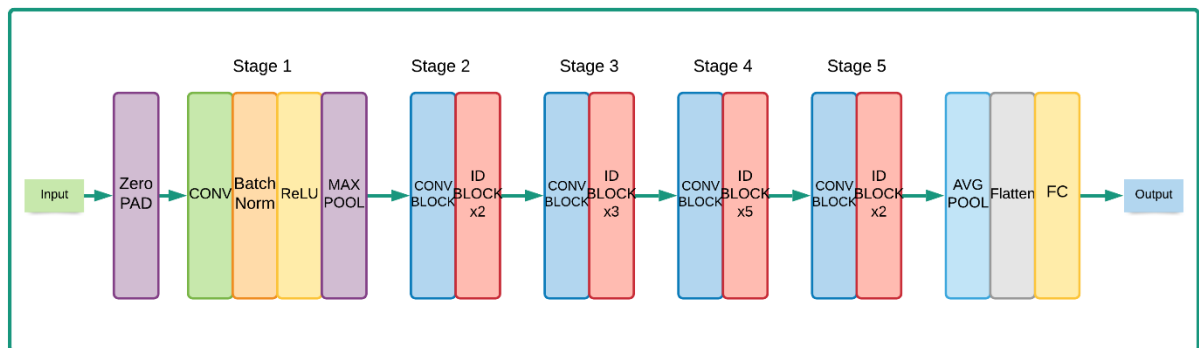 Stage 1
Stage 2
Stage 3
Stage 4
Stage 5
Input
Zero
PAD
CONV
Batch
Norm
ReLU
MAX
POOL
CONV
BLOCK
ID
BLOCK
x2
CONV
BLOCK
ID
BLOCK
x3
CONV
BLOCK
ID
BLOCK
x5
CONV
BLOCK
ID
BLOCK
x2
AVG
POOL
Flatten
FC
Output